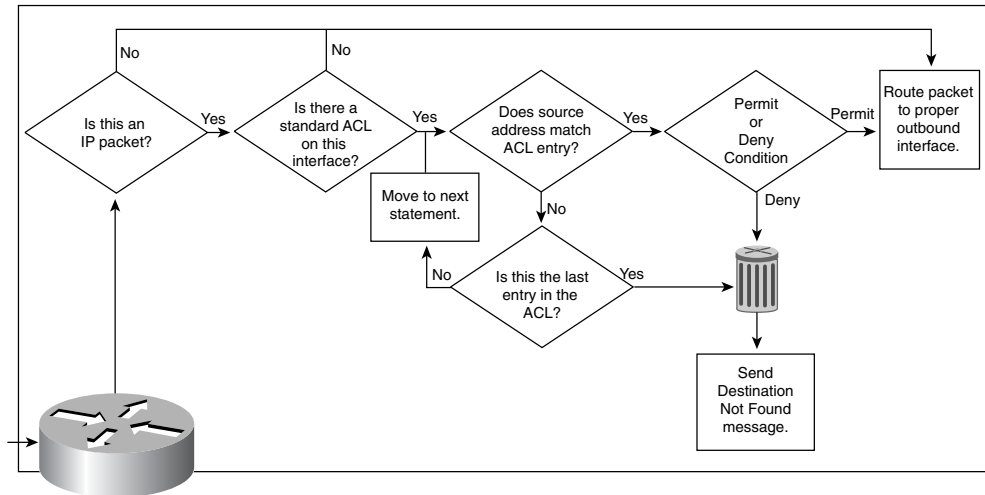 No
No
Is this an
IP packet?
Yes
Is there a
standard ACL
on this
interface?
Yes
Does source
address match
ACL entry?
Yes
Permit
or
Deny
Condition
Permit
Route packet
to proper
outbound
interface.
Move to next
statement.
No
Deny
No
Is this the last
entry in the
ACL?
Yes
Send
Destination
Not Found
message.